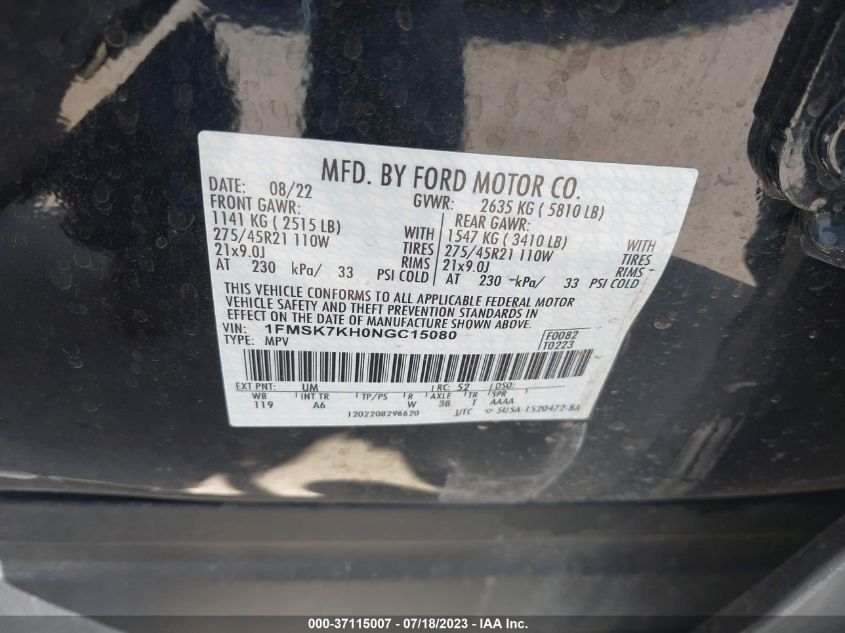 MFD. BY FORD MOTOR CO.
DATE: 08/22 GVWR: 2635 KG ( 5810 LB)
FRONT GAWR: REAR GAWR:
1141 KG ( 2515 LB) WITH 1547 KG ( 3410 LB) WITH
275/45R21 110W TIRES 275/45R21 110W TIRES
21x9.0J RIMS 21x9.0J RIMS
AT 230 kPa/ 33 PSI COLD AT 230 kPa/ 33 PSI COLD
THIS VEHICLE CONFORMS TO ALL APPLICABLE FEDERAL MOTOR
VEHICLE SAFETY AND THEFT PREVENTION STANDARDS IN
EFFECT ON THE DATE OF MANUFACTURE SHOWN ABOVE.
VIN: 1FMSK7KH0NGC15080 F0082
TYPE: MPV T0223
EXT PNT: UM RC: 52 DSO:
WB INT TR TP/PS R AXLE TR SPR
119 A6 W 38 T AAAA
1202208296620 UTC ▽ 5U5A-1520472-BA
000-37115007 - 07/18/2023 - IAA Inc.